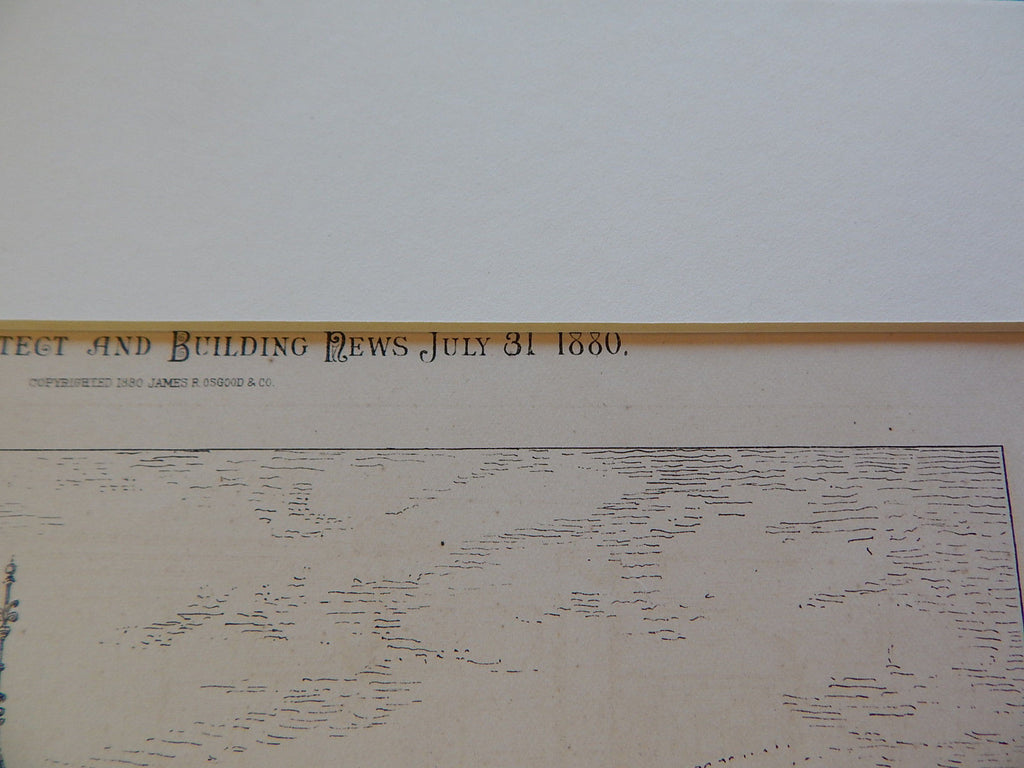 TECT AND BUILDING NEWS JULY 31 1880.
COPYRIGHTED 1880 JAMES R. OSGOOD & CO.